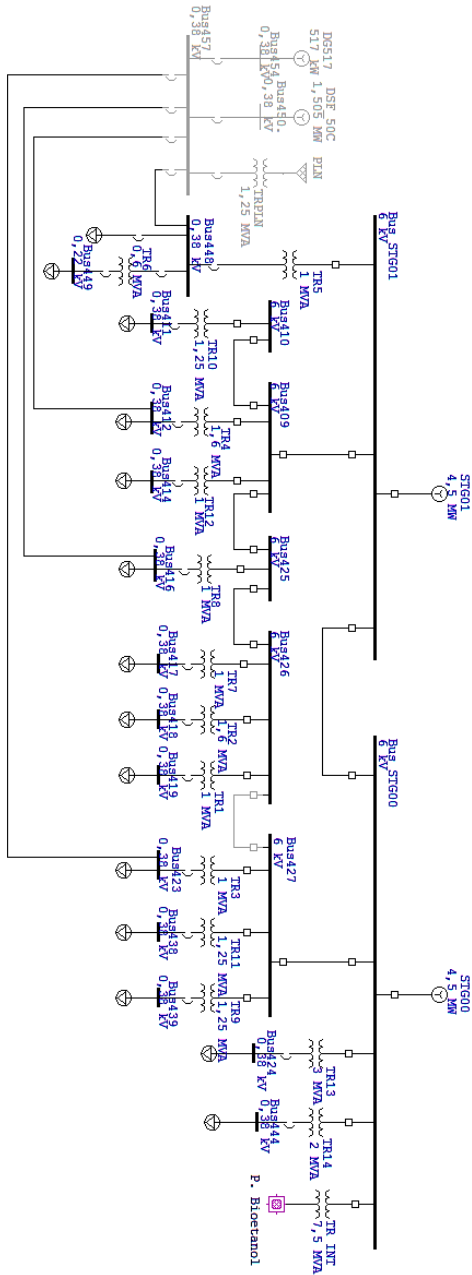 DG517
517 kW
DSF_50C
1,505 MW
PLN
TRPLN
1,25 MVA
Bus454
0,38 kV
Bus450.
0,38 kV
Bus457
0,38 kV
Bus448
0,38 kV
TR6
0,6 MVA
Bus449
0,22 kV
TR5
1 MVA
Bus_STG01
6 kV
STG01
4,5 MW
Bus410
6 kV
TR10
1,25 MVA
Bus411
0,38 kV
Bus409
6 kV
TR4
1,6 MVA
Bus412
0,38 kV
TR12
1 MVA
Bus414
0,38 kV
Bus425
6 kV
TR8
1 MVA
Bus416
0,38 kV
Bus426
6 kV
TR7
1 MVA
Bus417
0,38 kV
TR2
1,6 MVA
Bus418
0,38 kV
TR1
1 MVA
Bus419
0,38 kV
Bus_STG00
6 kV
STG00
4,5 MW
Bus427
6 kV
TR3
1 MVA
Bus423
0,38 kV
TR11
1,25 MVA
Bus438
0,38 kV
TR9
1,25 MVA
Bus439
0,38 kV
TR13
3 MVA
Bus424
0,38 kV
TR14
2 MVA
Bus444
0,38 kV
TR INT
7,5 MVA
P. Bioetanol